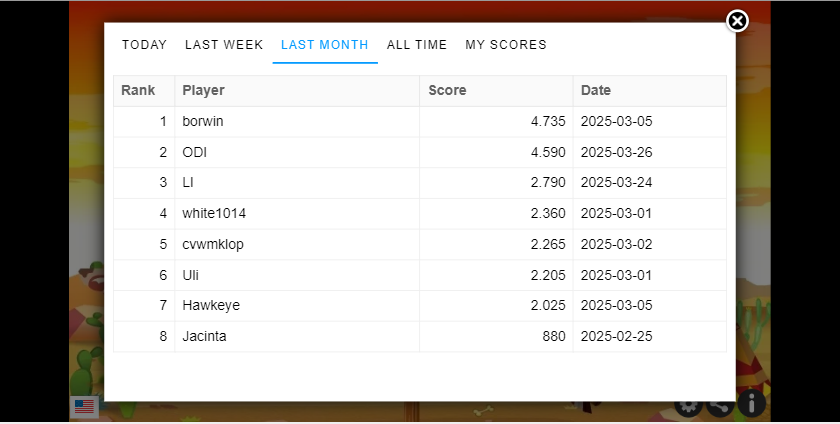 TODAY LAST WEEK LAST MONTH ALL TIME MY SCORES
Rank Player Score Date
1 borwin 4.735 2025-03-05
2 ODI 4.590 2025-03-26
3 LI 2.790 2025-03-24
4 white1014 2.360 2025-03-01
5 cvwmklop 2.265 2025-03-02
6 Uli 2.205 2025-03-01
7 Hawkeye 2.025 2025-03-05
8 Jacinta 880 2025-02-25